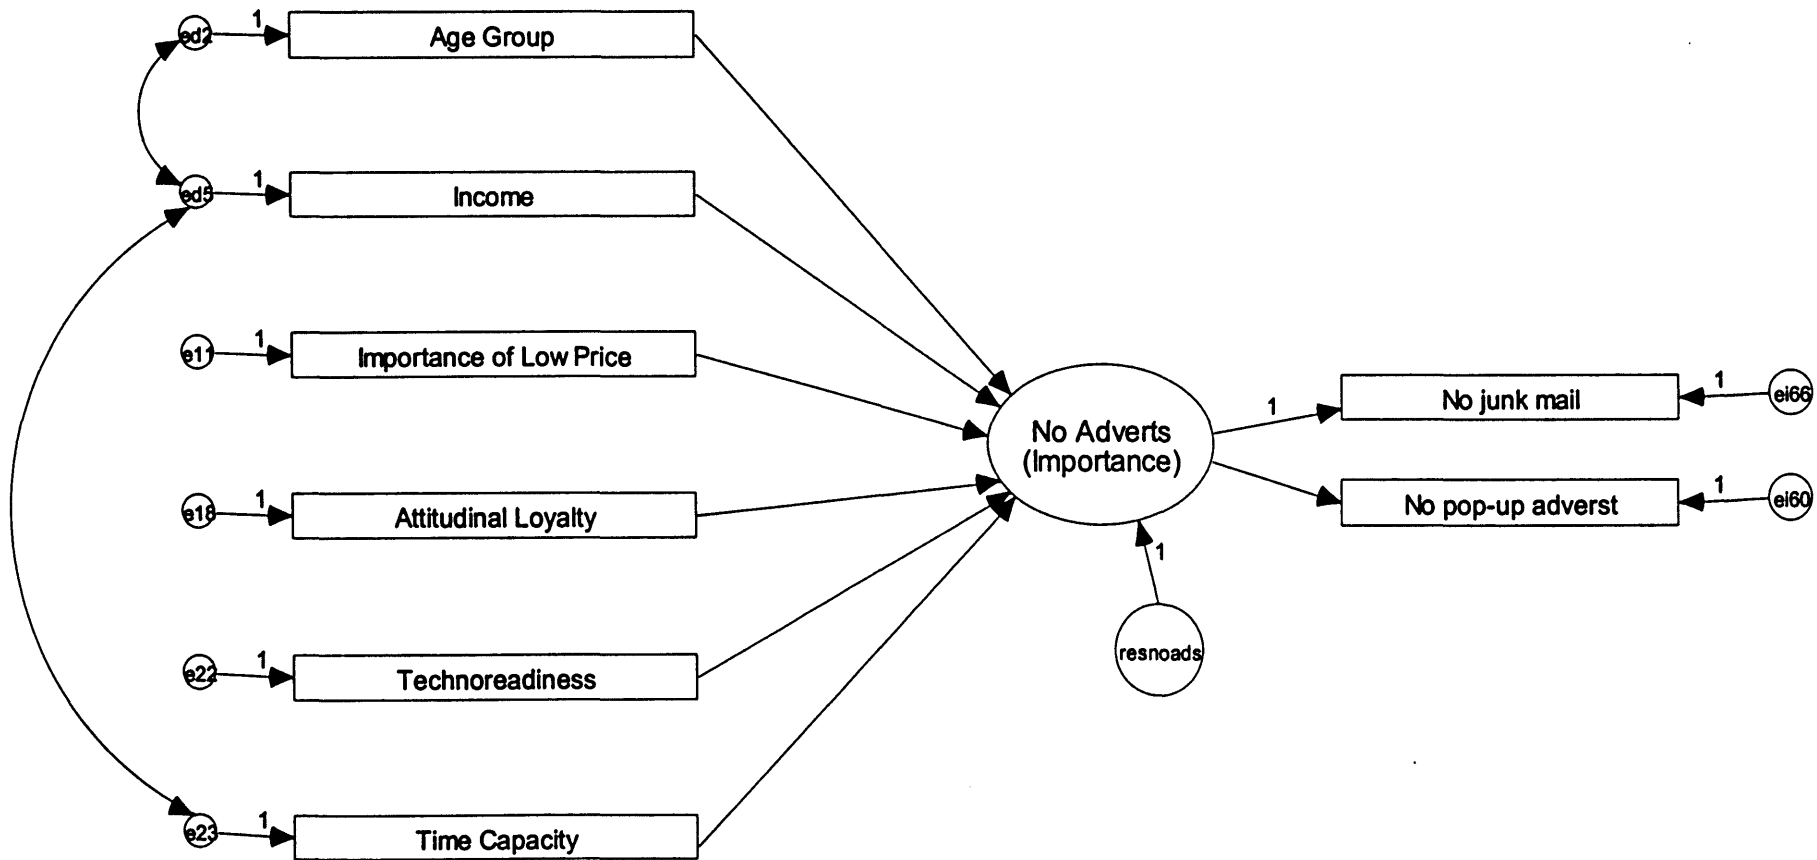 ed2 1 Age Group
ed5 1 Income
e11 1 Importance of Low Price
e18 1 Attitudinal Loyalty
e22 1 Technoreadiness
e23 1 Time Capacity
No Adverts
(Importance)
1
resnoads
1 No junk mail 1 ei66
No pop-up adverst 1 ei60